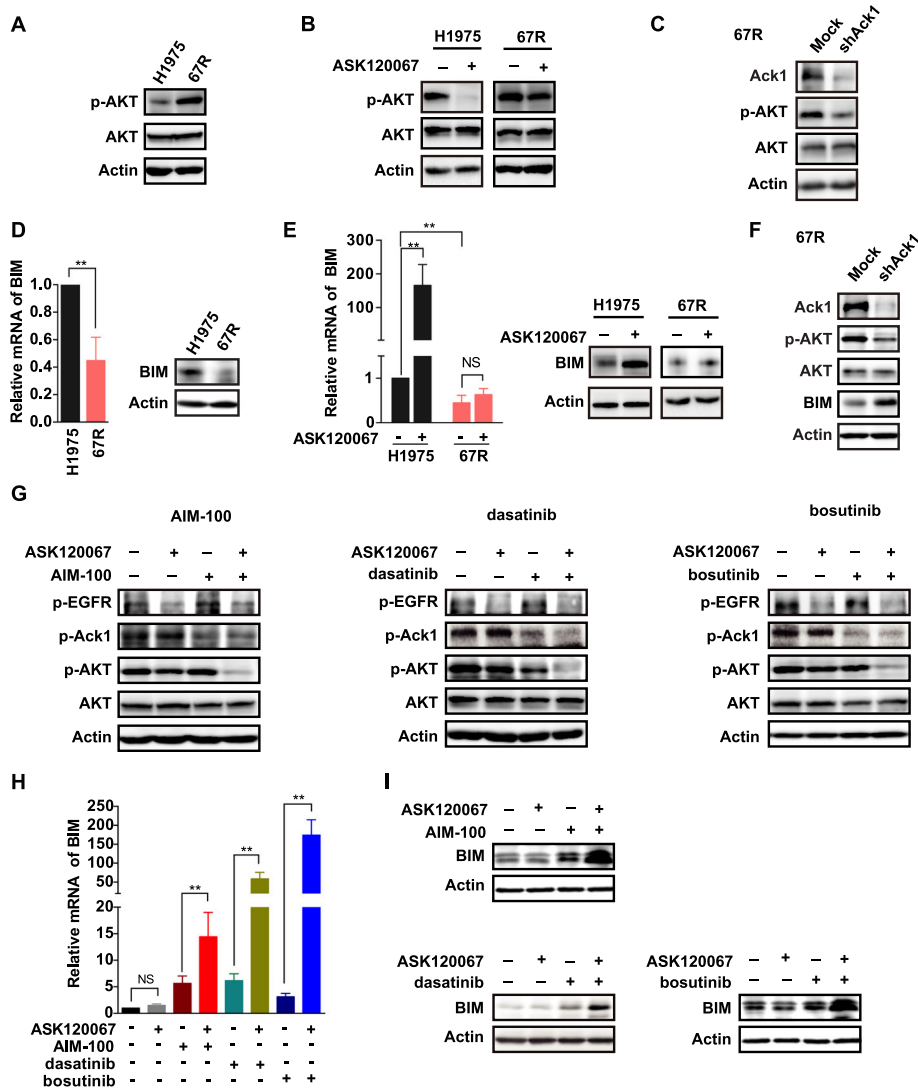 A
H1975
67R
p-AKT
AKT
Actin
B
H1975 67R
ASK120067 – + – +
p-AKT
AKT
Actin
C
67R
Mock
shAck1
Ack1
p-AKT
AKT
Actin
D
Relative mRNA of BIM
1.0
0.8
0.6
0.4
0.2
0.0
**
H1975
67R
H1975
67R
BIM
Actin
E
Relative mRNA of BIM
300
200
100
1
0
**
**
NS
ASK120067 - + - +
H1975 67R
H1975 67R
ASK120067 – + – +
BIM
Actin
F
67R
Mock
shAck1
Ack1
p-AKT
AKT
BIM
Actin
G
AIM-100
ASK120067 – + – +
AIM-100 – – + +
p-EGFR
p-Ack1
p-AKT
AKT
Actin
dasatinib
ASK120067 – + – +
dasatinib – – + +
p-EGFR
p-Ack1
p-AKT
AKT
Actin
bosutinib
ASK120067 – + – +
bosutinib – – + +
p-EGFR
p-Ack1
p-AKT
AKT
Actin
H
Relative mRNA of BIM
250
200
150
100
50
20
15
10
5
0
NS
**
**
**
ASK120067 – + – + – + – +
AIM-100 – – + + – – – –
dasatinib – – – – + + – –
bosutinib – – – – – – + +
I
ASK120067 – + – +
AIM-100 – – + +
BIM
Actin
ASK120067 – + – +
dasatinib – – + +
BIM
Actin
ASK120067 – + – +
bosutinib – – + +
BIM
Actin